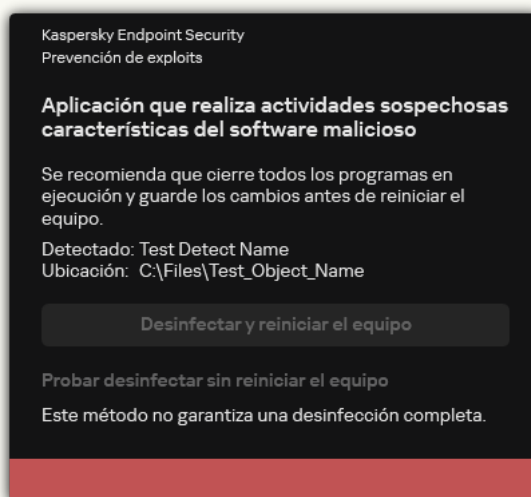 Kaspersky Endpoint Security
Prevención de exploits
Aplicación que realiza actividades sospechosas
características del software malicioso
Se recomienda que cierre todos los programas en
ejecución y guarde los cambios antes de reiniciar el
equipo.
Detectado: Test Detect Name
Ubicación: C:\Files\Test_Object_Name
Desinfectar y reiniciar el equipo
Probar desinfectar sin reiniciar el equipo
Este método no garantiza una desinfección completa.